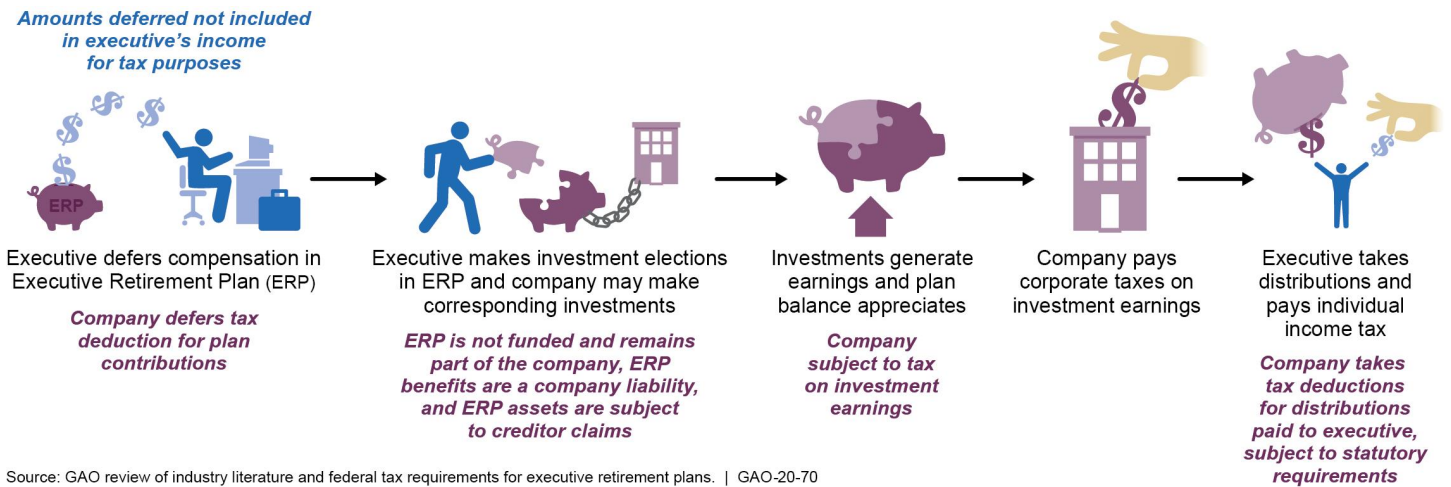 Amounts deferred not included
in executive's income
for tax purposes
ERP
Executive defers compensation in
Executive Retirement Plan (ERP)
Company defers tax
deduction for plan
contributions
Executive makes investment elections
in ERP and company may make
corresponding investments
ERP is not funded and remains
part of the company, ERP
benefits are a company liability,
and ERP assets are subject
to creditor claims
Investments generate
earnings and plan
balance appreciates
Company
subject to tax
on investment
earnings
Company pays
corporate taxes on
investment earnings
Executive takes
distributions and
pays individual
income tax
Company takes
tax deductions
for distributions
paid to executive,
subject to statutory
requirements
Source: GAO review of industry literature and federal tax requirements for executive retirement plans. | GAO-20-70